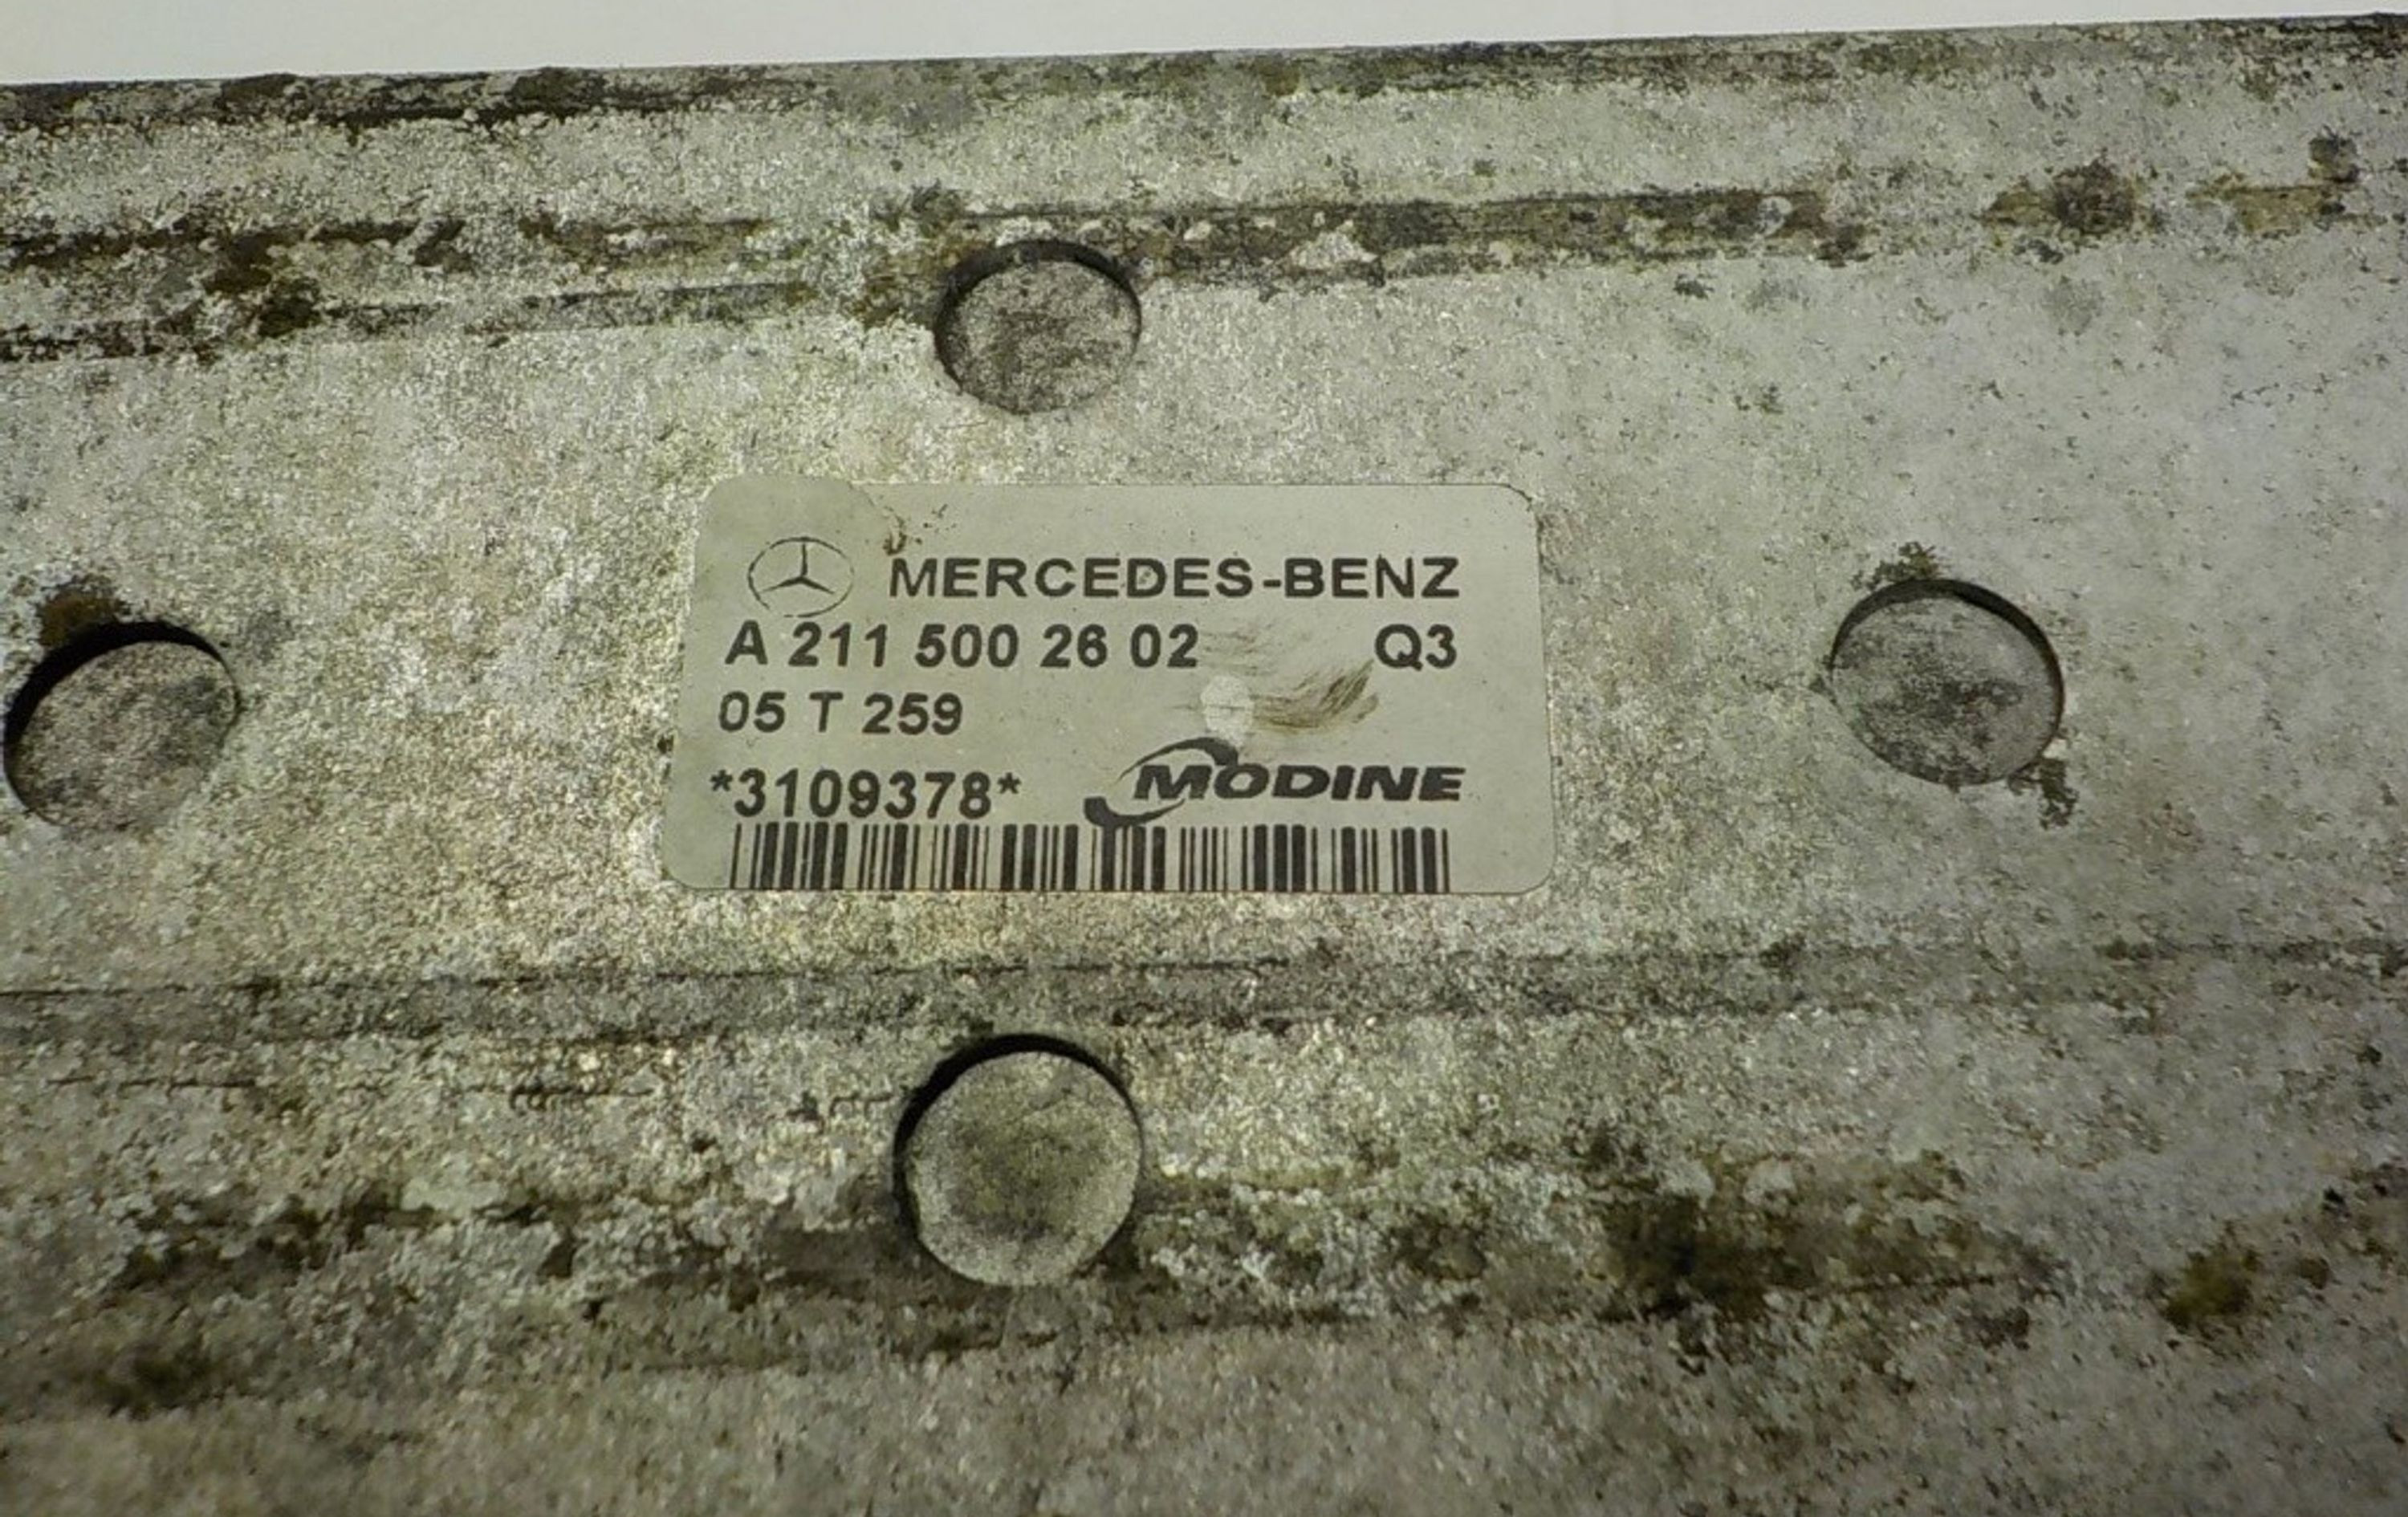 MERCEDES-BENZ
A 211 500 26 02 Q3
05 T 259
*3109378* MODINE